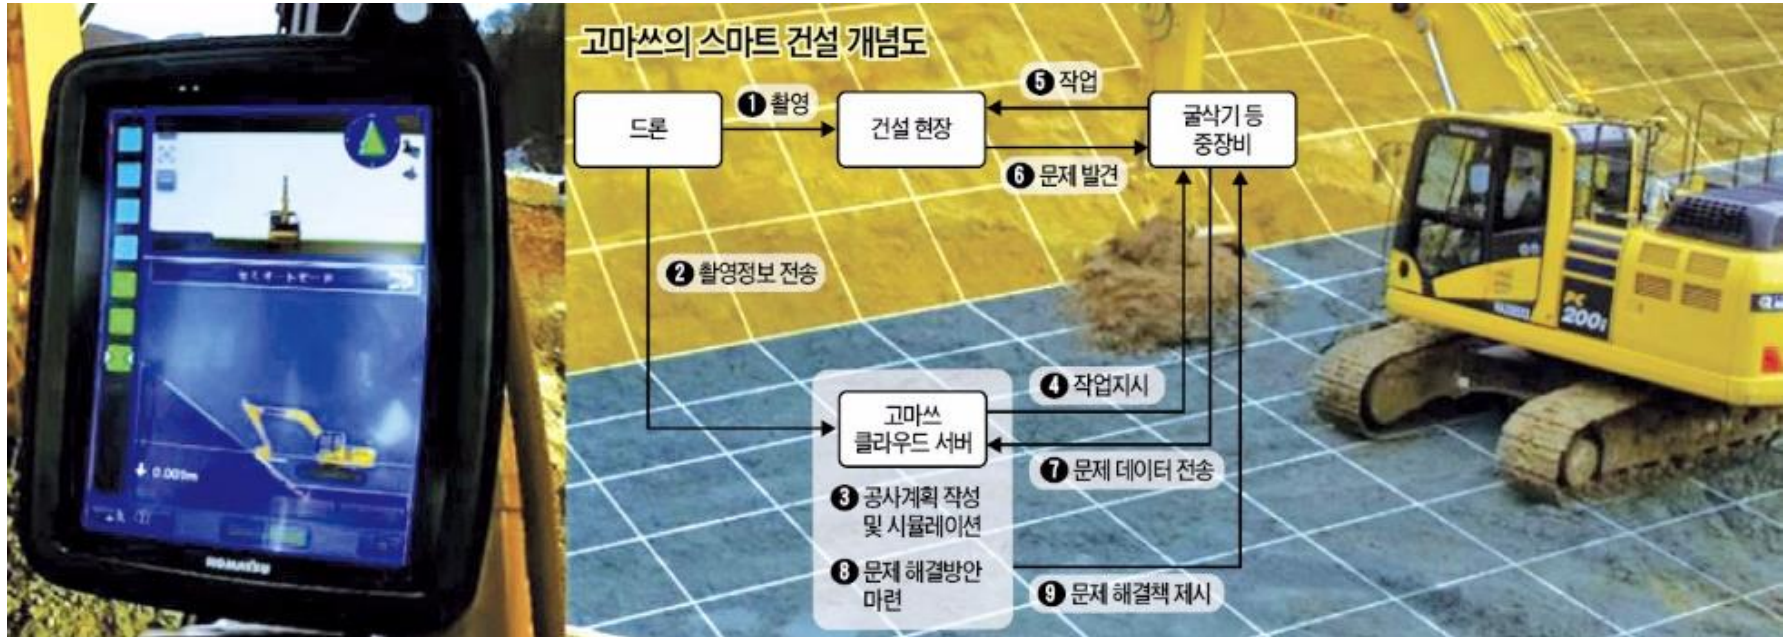 고마쓰의 스마트 건설 개념도
드론
❶ 촬영
건설 현장
❺ 작업
굴삭기 등
중장비
❻ 문제 발견
❷ 촬영정보 전송
❹ 작업지시
고마쓰
클라우드 서버
❼ 문제 데이터 전송
❸ 공사계획 작성
및 시뮬레이션
❽ 문제 해결방안
마련
❾ 문제 해결책 제시
0.009m
KOMATSU
PC
200i